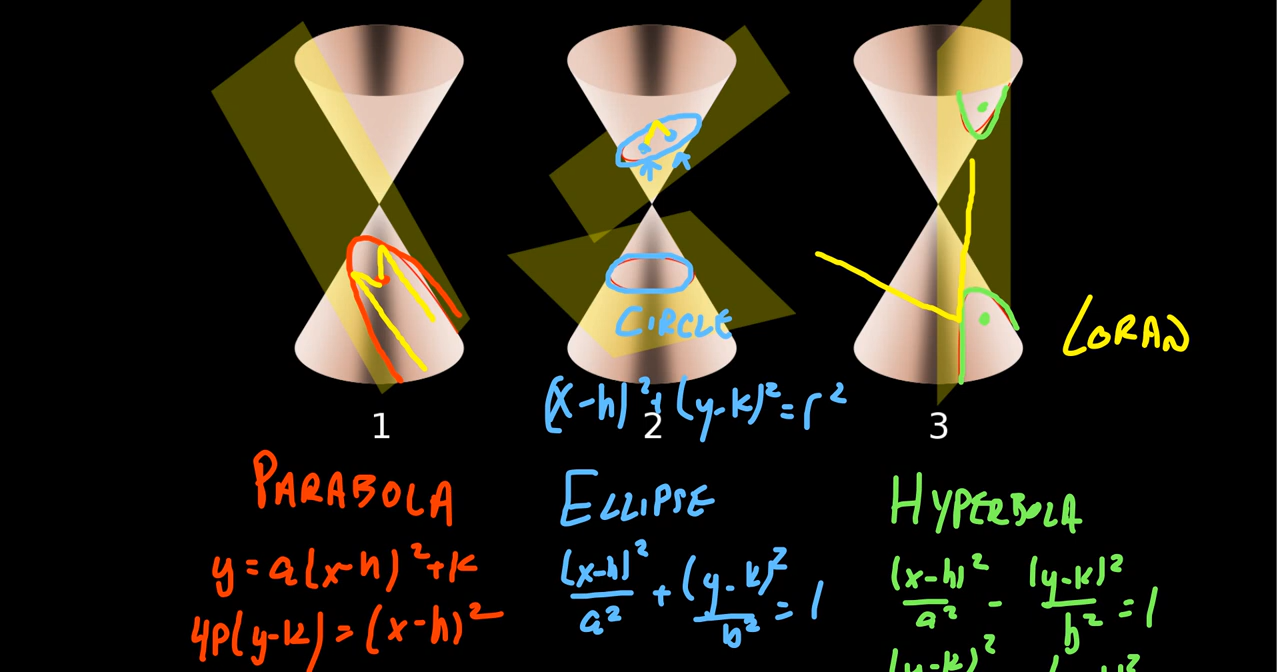 CIRCLE
LORAN
(x-h)² + (y-k)² = r²
1 2 3
PARABOLA ELLIPSE HYPERBOLA
y = a(x-h)² + k
4p(y-k) = (x-h)²
(x-h)²/a² + (y-k)²/b² = 1
(x-h)²/a² - (y-k)²/b² = 1
(y-k)²